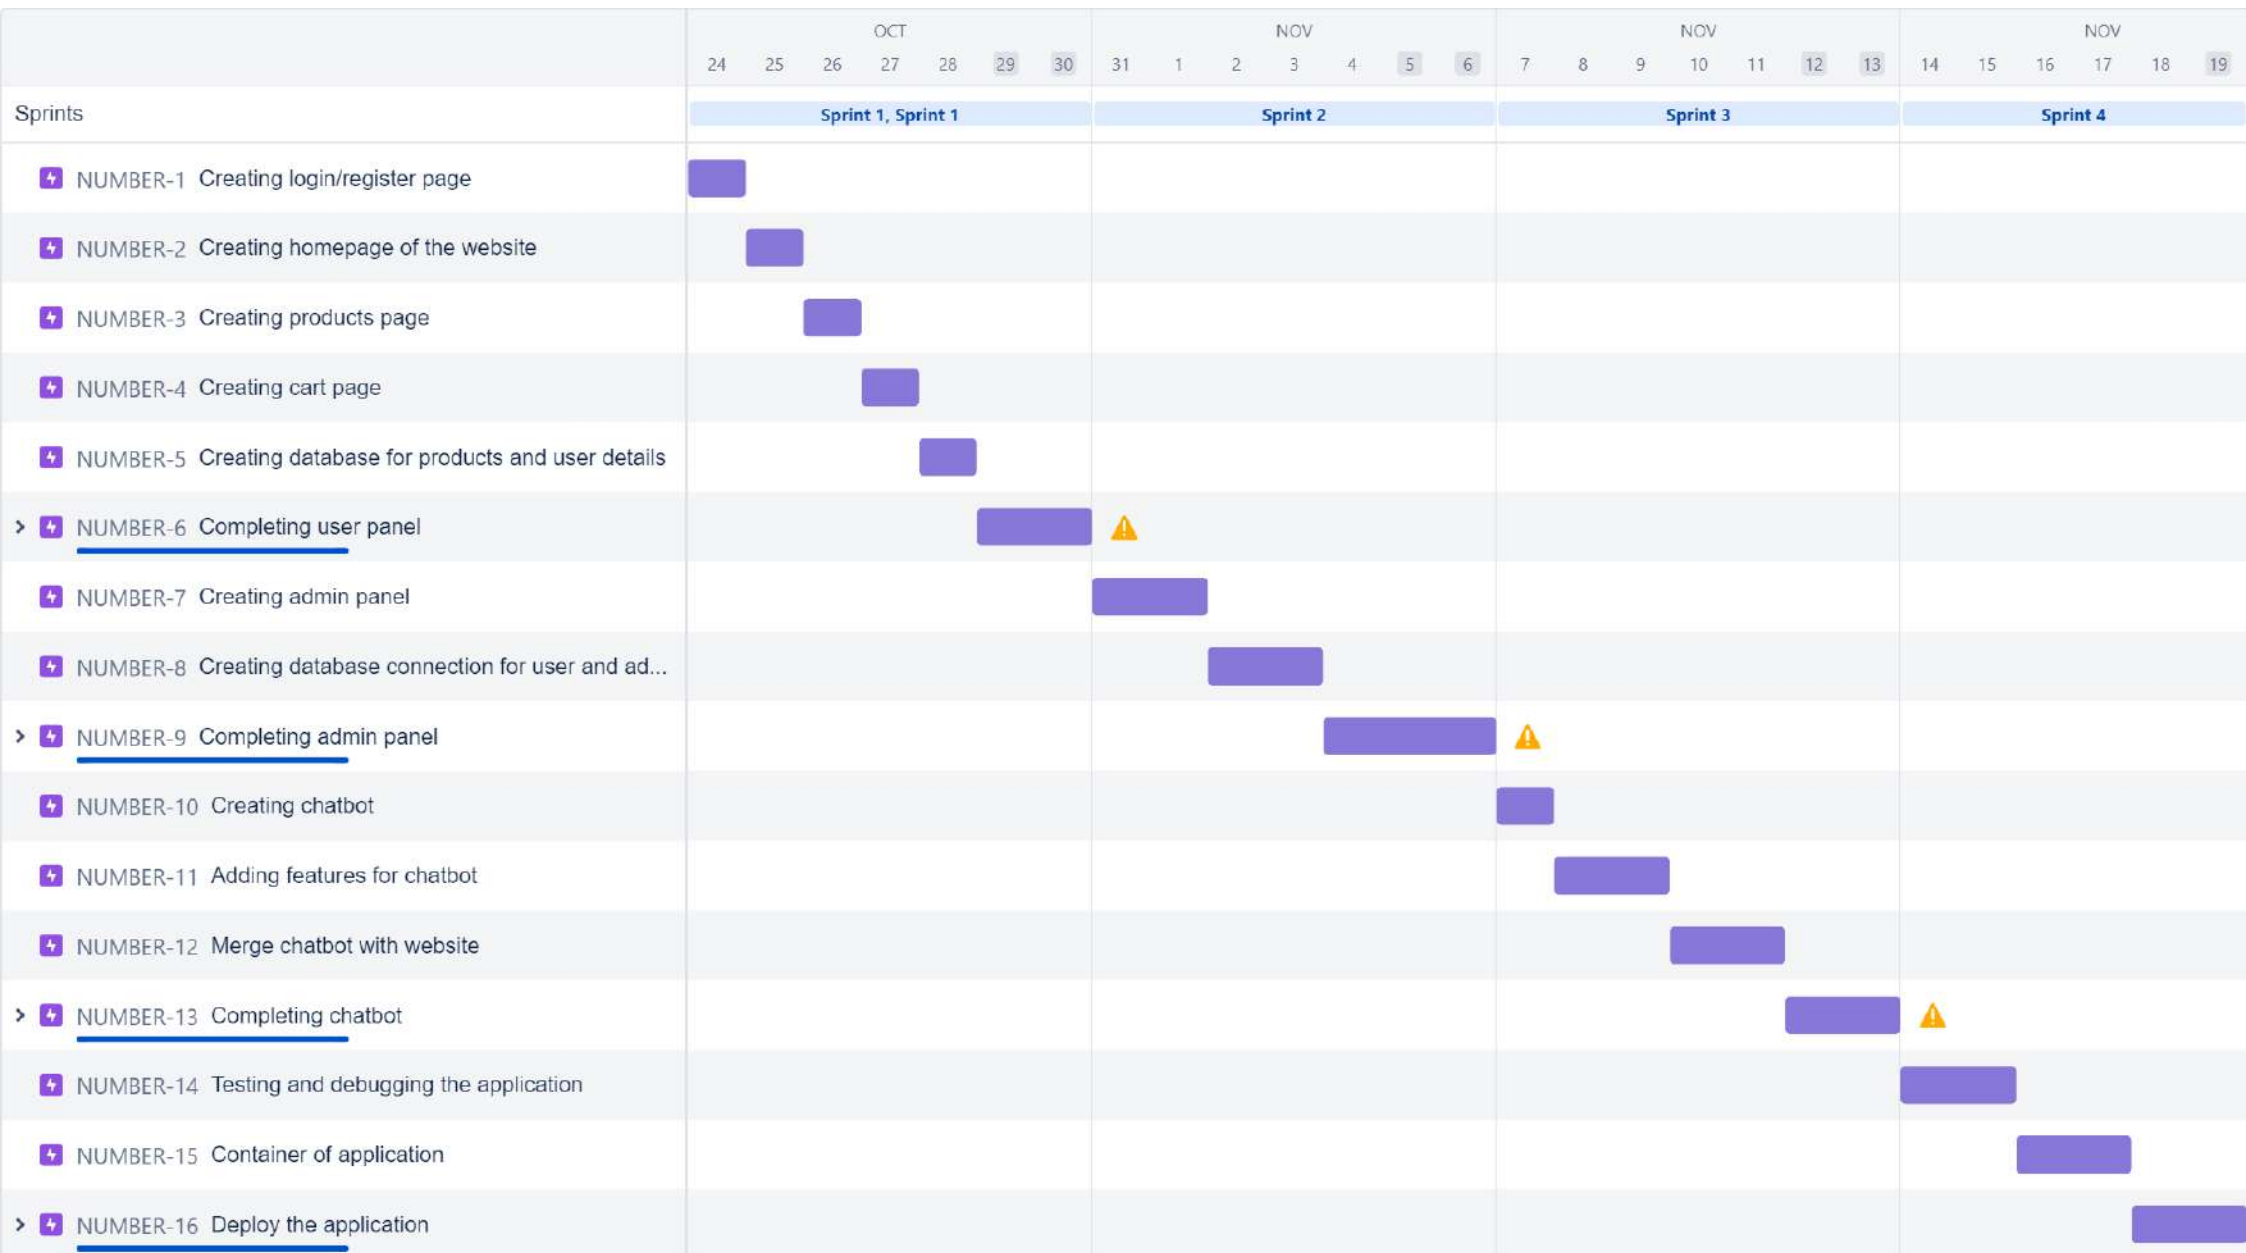 OCT NOV NOV NOV
24 25 26 27 28 29 30 31 1 2 3 4 5 6 7 8 9 10 11 12 13 14 15 16 17 18 19
Sprints Sprint 1, Sprint 1 Sprint 2 Sprint 3 Sprint 4
NUMBER-1 Creating login/register page
NUMBER-2 Creating homepage of the website
NUMBER-3 Creating products page
NUMBER-4 Creating cart page
NUMBER-5 Creating database for products and user details
NUMBER-6 Completing user panel
NUMBER-7 Creating admin panel
NUMBER-8 Creating database connection for user and ad...
NUMBER-9 Completing admin panel
NUMBER-10 Creating chatbot
NUMBER-11 Adding features for chatbot
NUMBER-12 Merge chatbot with website
NUMBER-13 Completing chatbot
NUMBER-14 Testing and debugging the application
NUMBER-15 Container of application
NUMBER-16 Deploy the application